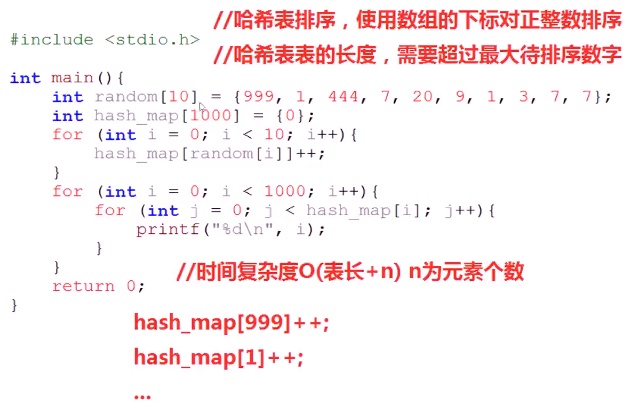 //哈希表排序，使用数组的下标对正整数排序
#include <stdio.h>
//哈希表表的长度，需要超过最大待排序数字
int main(){
    int random[10] = {999, 1, 444, 7, 20, 9, 1, 3, 7, 7};
    int hash_map[1000] = {0};
    for (int i = 0; i < 10; i++){
        hash_map[random[i]]++;
    }
    for (int i = 0; i < 1000; i++){
        for (int j = 0; j < hash_map[i]; j++){
            printf("%d\n", i);
        }
    }
//时间复杂度O(表长+n) n为元素个数
    return 0;
}
hash_map[999]++;
hash_map[1]++;
...